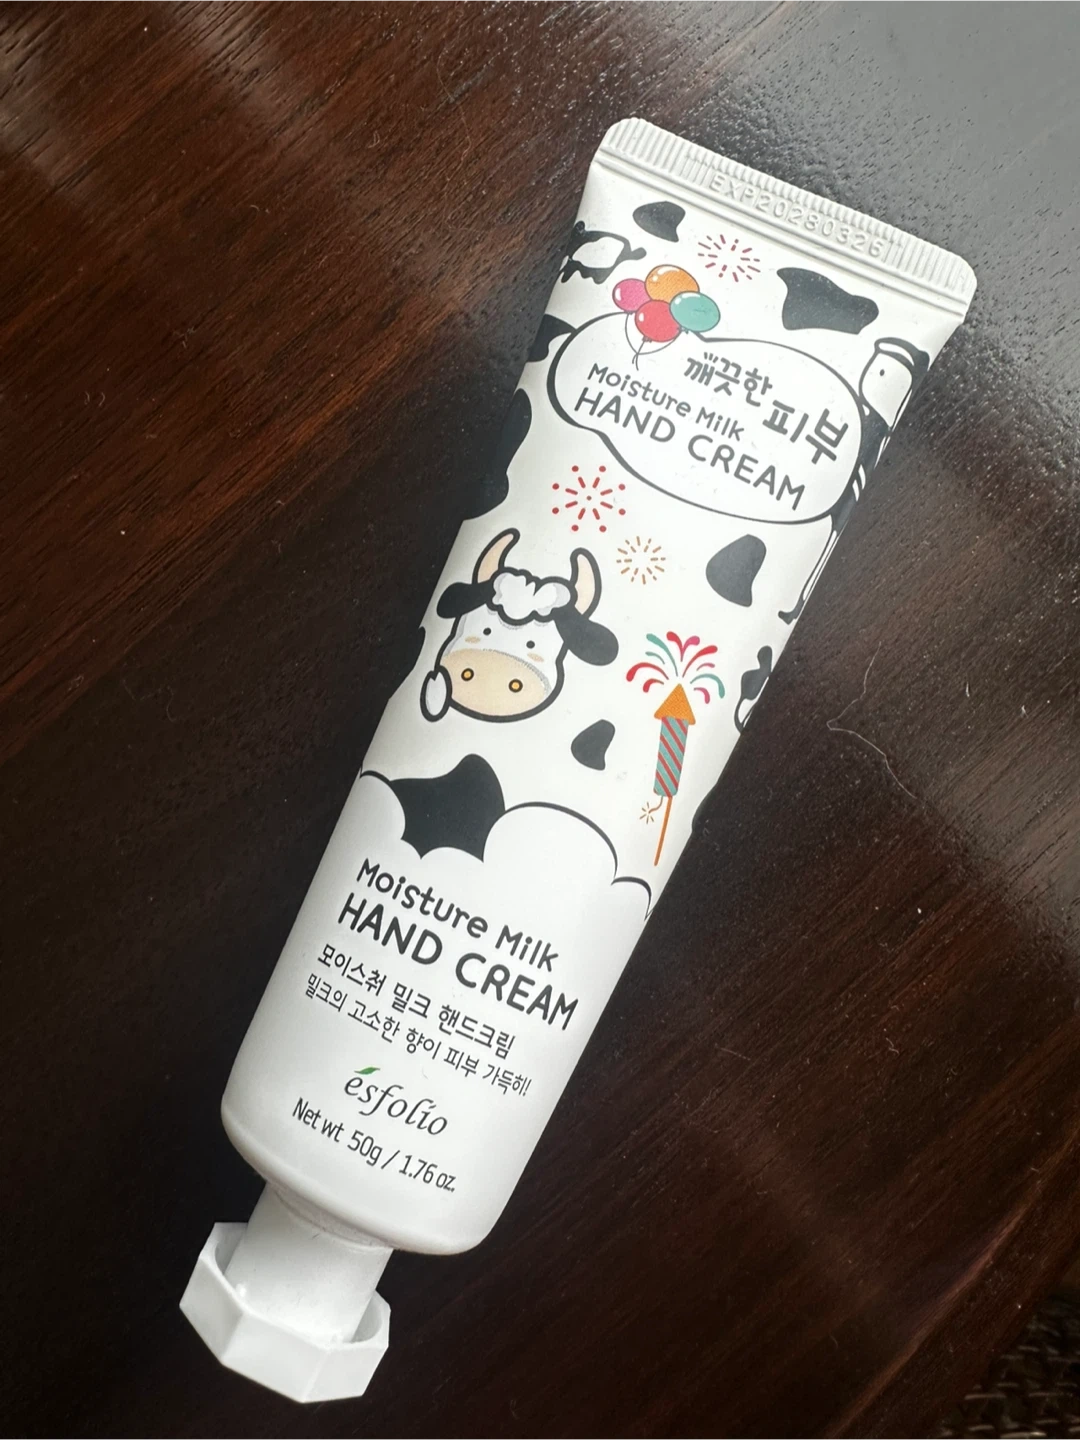 EXP20280326
깨끗한
피부
Moisture Milk
HAND CREAM
Moisture Milk
HAND CREAM
모이스춰 밀크 핸드크림
밀크의 고소한 향이 피부 가득히!
ésfolío
Net wt 50g / 1.76 oz.